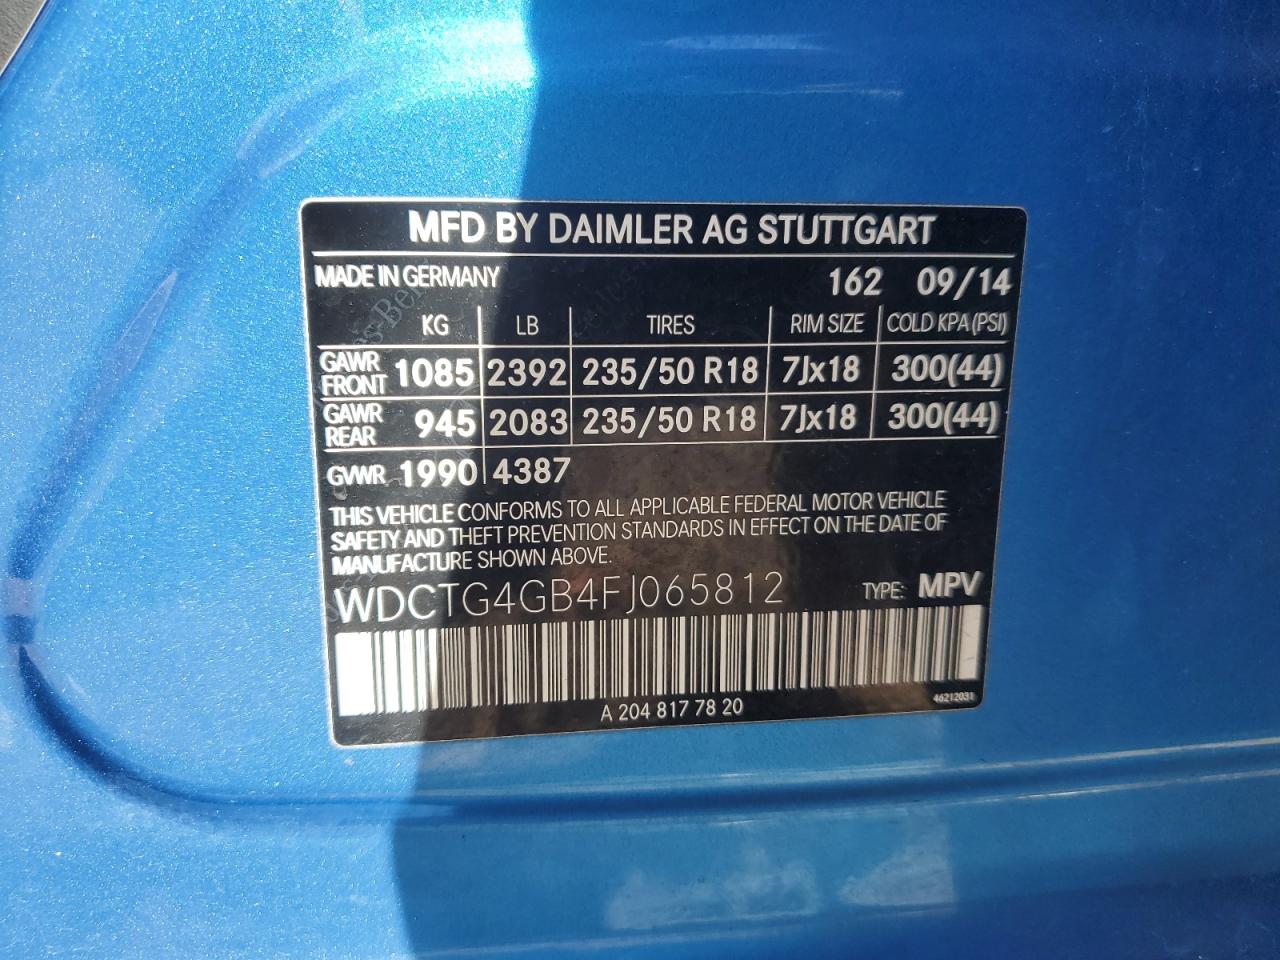 MFD BY DAIMLER AG STUTTGART
MADE IN GERMANY 162 09/14
KG LB TIRES RIM SIZE COLD KPA (PSI)
GAWR FRONT 1085 2392 235/50 R18 7Jx18 300(44)
GAWR REAR 945 2083 235/50 R18 7Jx18 300(44)
GVWR 1990 4387
THIS VEHICLE CONFORMS TO ALL APPLICABLE FEDERAL MOTOR VEHICLE
SAFETY AND THEFT PREVENTION STANDARDS IN EFFECT ON THE DATE OF
MANUFACTURE SHOWN ABOVE.
WDCTG4GB4FJ065812 TYPE: MPV
46212031
A 204 817 78 20